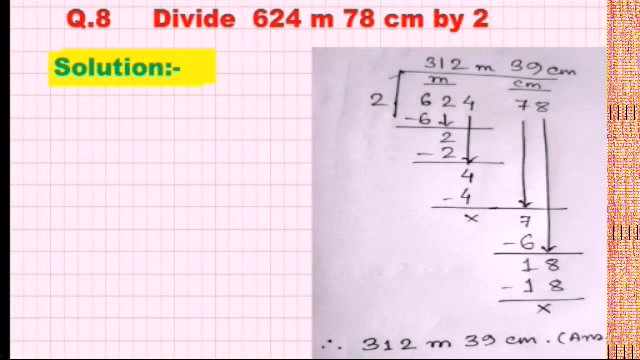 Q.8 Divide 624 m 78 cm by 2
Solution:-
312 m 39 cm
m cm
2 624 78
-6
2
-2
4
-4
x 7
-6
18
-18
x
∴ 312 m 39 cm. (Ans